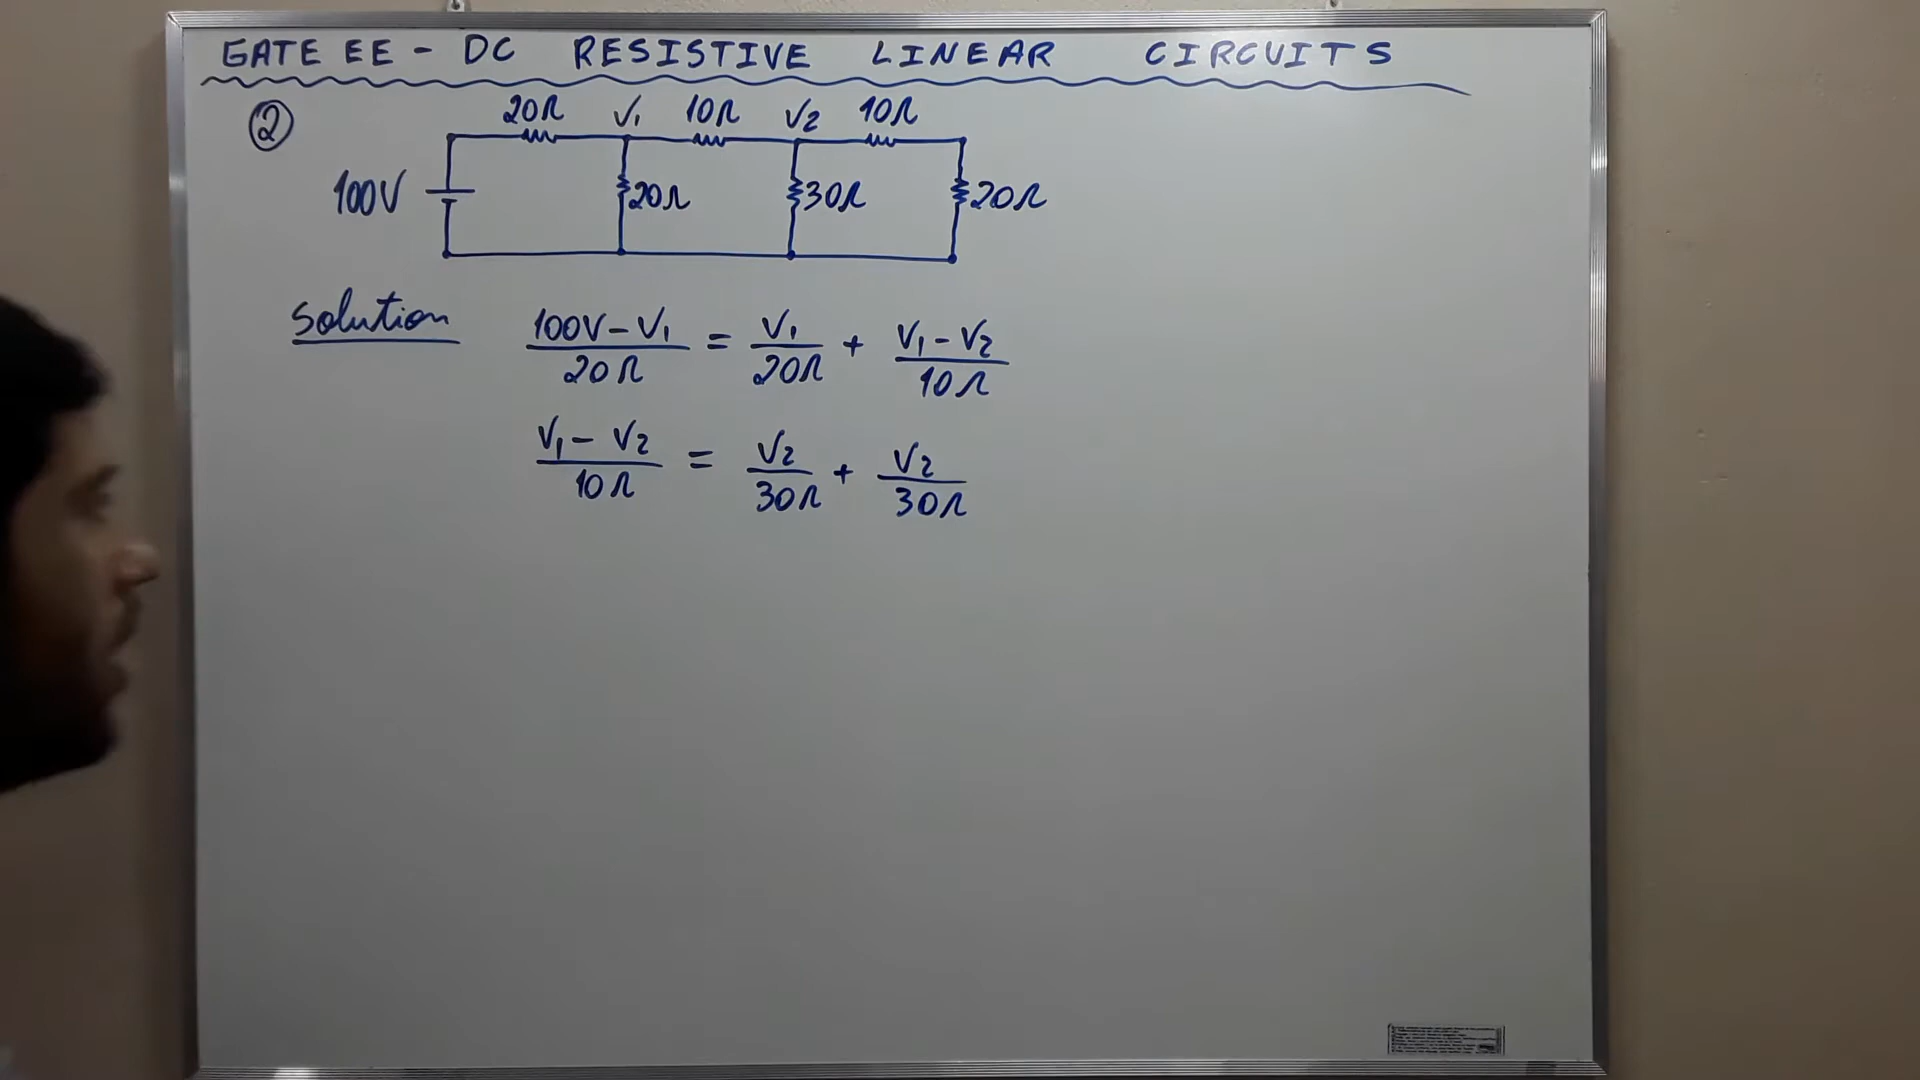 GATE EE - DC RESISTIVE LINEAR CIRCUITS
② 20Ω V₁ 10Ω V₂ 10Ω
100V 20Ω 30Ω 20Ω
Solution
(100V - V₁)/20Ω = V₁/20Ω + (V₁ - V₂)/10Ω
(V₁ - V₂)/10Ω = V₂/30Ω + V₂/30Ω